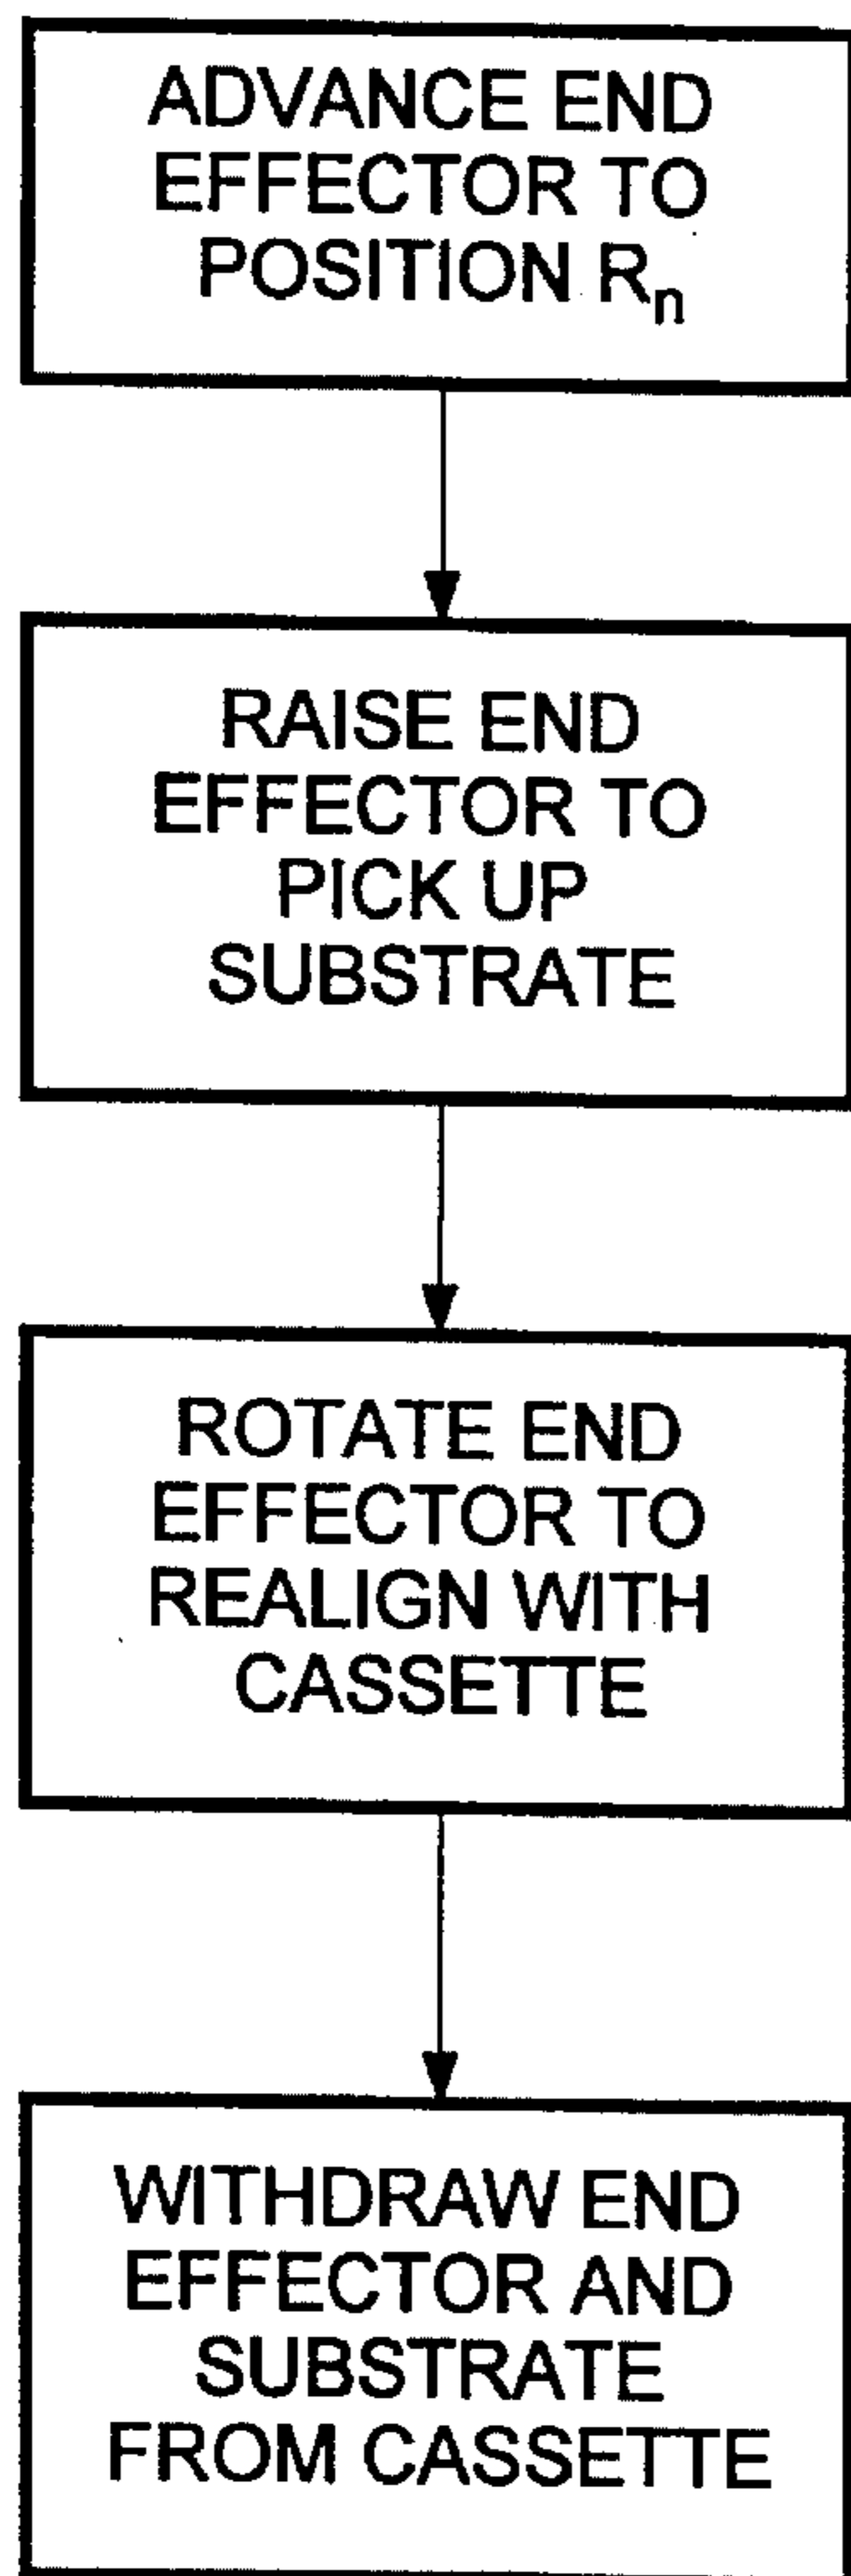 ADVANCE END
EFFECTOR TO
POSITION Rₙ
RAISE END
EFFECTOR TO
PICK UP
SUBSTRATE
ROTATE END
EFFECTOR TO
REALIGN WITH
CASSETTE
WITHDRAW END
EFFECTOR AND
SUBSTRATE
FROM CASSETTE